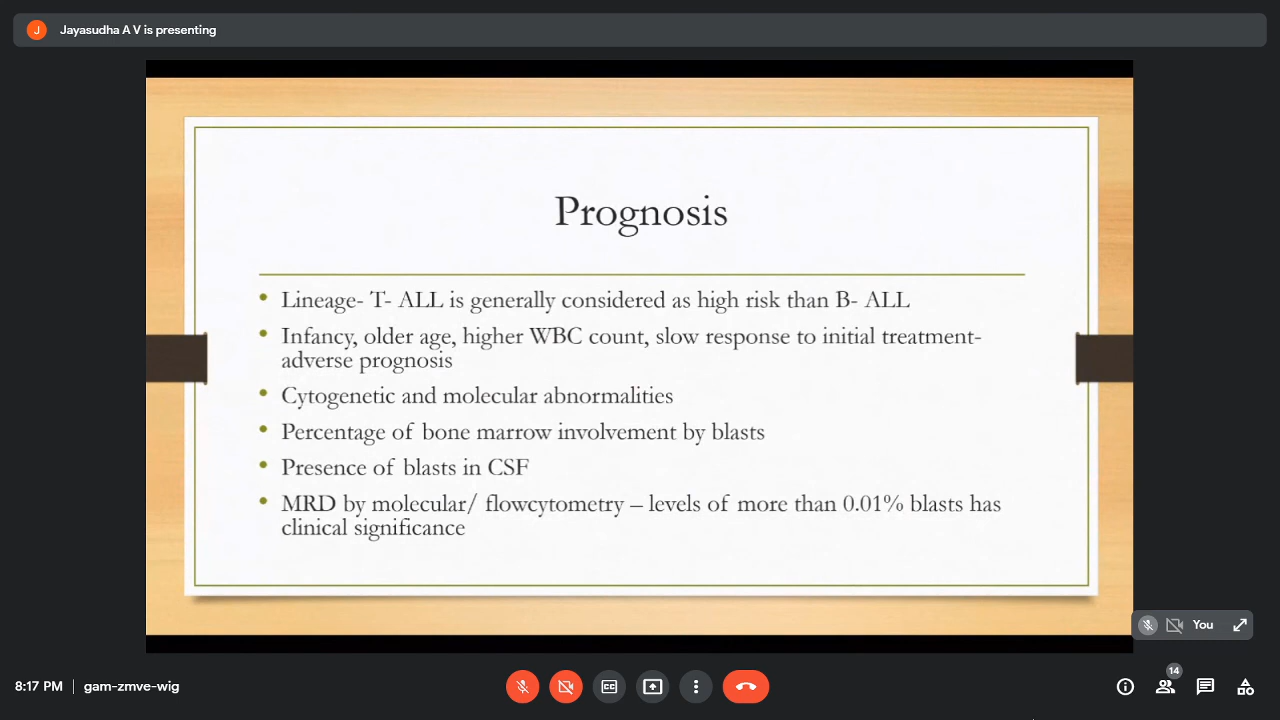 J
Jayasudha A V is presenting
Prognosis
• Lineage- T- ALL is generally considered as high risk than B- ALL
• Infancy, older age, higher WBC count, slow response to initial treatment-
adverse prognosis
• Cytogenetic and molecular abnormalities
• Percentage of bone marrow involvement by blasts
• Presence of blasts in CSF
• MRD by molecular/ flowcytometry – levels of more than 0.01% blasts has
clinical significance
You
8:17 PM | gam-zmve-wig
CC
14